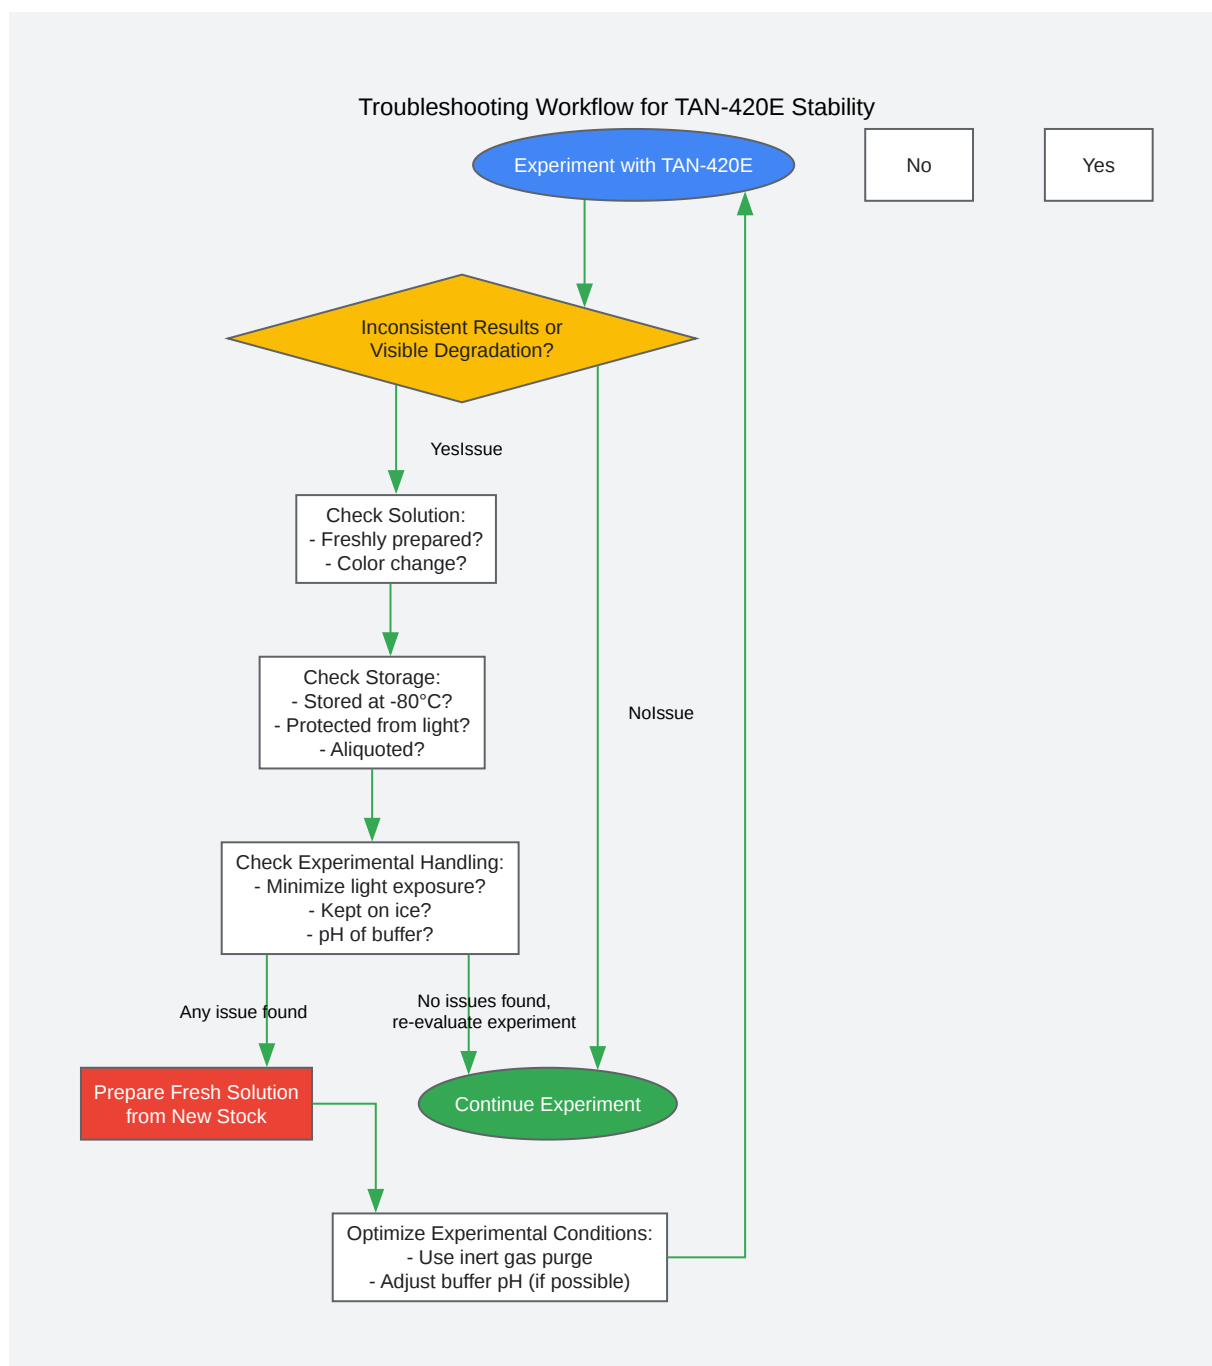 Troubleshooting Workflow for TAN-420E Stability
Experiment with TAN-420E
No
Yes
Inconsistent Results or
Visible Degradation?
YesIssue
Check Solution:
- Freshly prepared?
- Color change?
Check Storage:
- Stored at -80°C?
- Protected from light?
- Aliquoted?
NoIssue
Check Experimental Handling:
- Minimize light exposure?
- Kept on ice?
- pH of buffer?
Any issue found
No issues found,
re-evaluate experiment
Prepare Fresh Solution
from New Stock
Continue Experiment
Optimize Experimental Conditions:
- Use inert gas purge
- Adjust buffer pH (if possible)